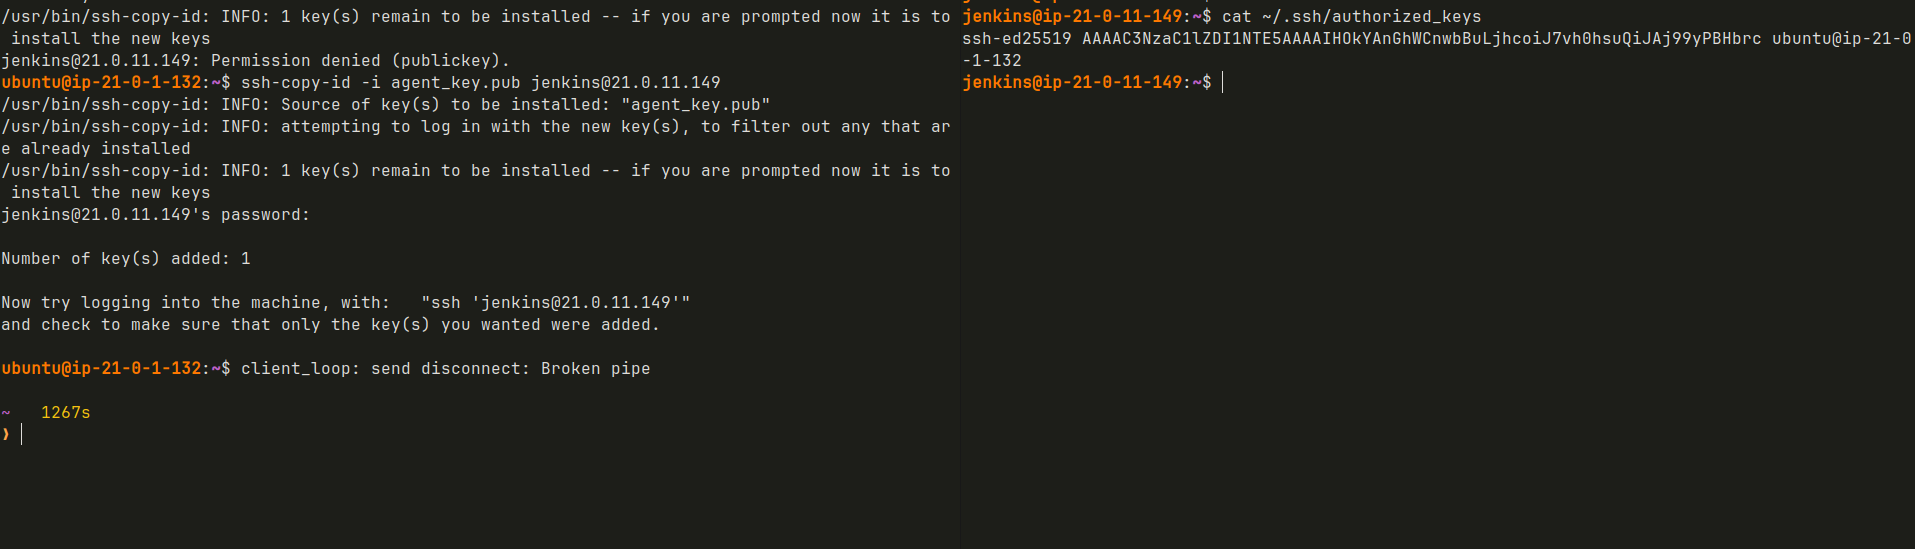 /usr/bin/ssh-copy-id: INFO: 1 key(s) remain to be installed -- if you are prompted now it is to
 install the new keys
jenkins@21.0.11.149: Permission denied (publickey).
ubuntu@ip-21-0-1-132:~$ ssh-copy-id -i agent_key.pub jenkins@21.0.11.149
/usr/bin/ssh-copy-id: INFO: Source of key(s) to be installed: "agent_key.pub"
/usr/bin/ssh-copy-id: INFO: attempting to log in with the new key(s), to filter out any that ar
e already installed
/usr/bin/ssh-copy-id: INFO: 1 key(s) remain to be installed -- if you are prompted now it is to
 install the new keys
jenkins@21.0.11.149's password:
Number of key(s) added: 1
Now try logging into the machine, with:   "ssh 'jenkins@21.0.11.149'"
and check to make sure that only the key(s) you wanted were added.
ubuntu@ip-21-0-1-132:~$ client_loop: send disconnect: Broken pipe
~   1267s
❯
jenkins@ip-21-0-11-149:~$ cat ~/.ssh/authorized_keys
ssh-ed25519 AAAAC3NzaC1lZDI1NTE5AAAAIHOkYAnGhWCnwbBuLjhcoiJ7vh0hsuQiJAj99yPBHbrc ubuntu@ip-21-0
-1-132
jenkins@ip-21-0-11-149:~$